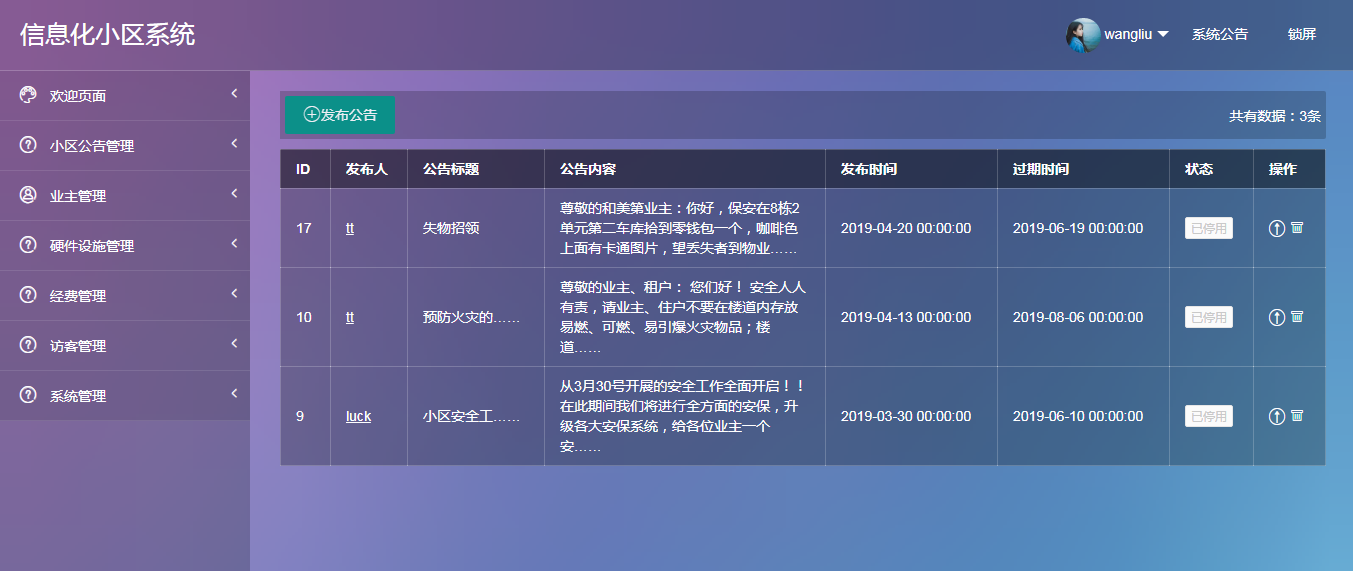 信息化小区系统
wangliu
系统公告
锁屏
欢迎页面
小区公告管理
业主管理
硬件设施管理
经费管理
访客管理
系统管理
发布公告
共有数据：3条
ID 发布人 公告标题 公告内容 发布时间 过期时间 状态 操作
17 tt 失物招领
尊敬的和美第业主：你好，保安在8栋2
单元第二车库拾到零钱包一个，咖啡色
上面有卡通图片，望丢失者到物业……
2019-04-20 00:00:00 2019-06-19 00:00:00 已停用
10 tt 预防火灾的……
尊敬的业主、租户： 您们好！ 安全人人
有责，请业主、住户不要在楼道内存放
易燃、可燃、易引爆火灾物品；楼
道……
2019-04-13 00:00:00 2019-08-06 00:00:00 已停用
9 luck 小区安全工……
从3月30号开展的安全工作全面开启！！
在此期间我们将进行全方面的安保，升
级各大安保系统，给各位业主一个
安……
2019-03-30 00:00:00 2019-06-10 00:00:00 已停用